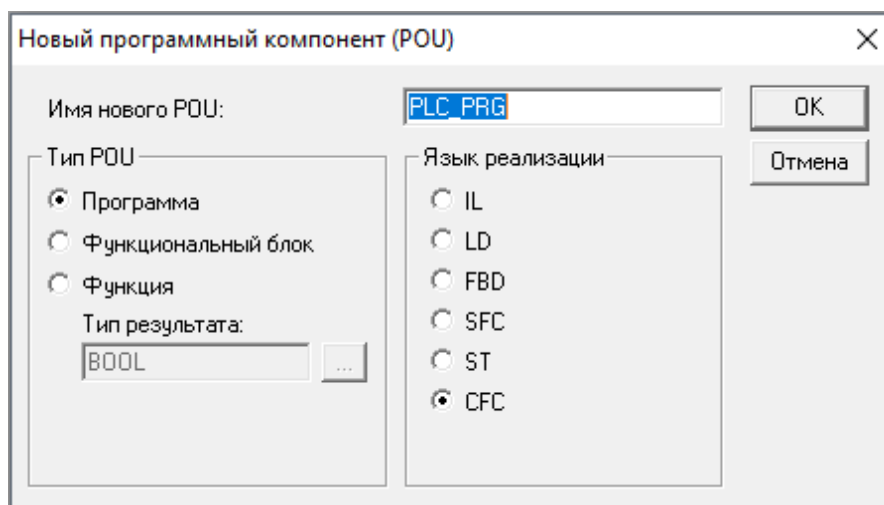 Новый программный компонент (POU)
Имя нового POU:
PLC_PRG
OK
Отмена
Тип POU
Программа
Функциональный блок
Функция
Тип результата:
BOOL
...
Язык реализации
IL
LD
FBD
SFC
ST
CFC